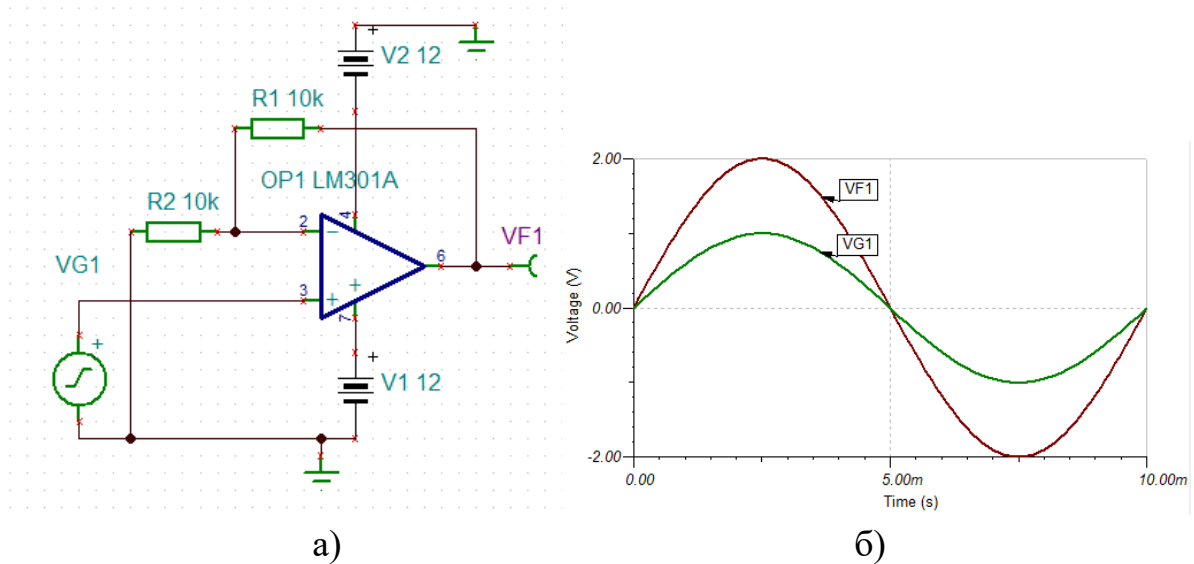 +
V2 12
R1 10k
OP1 LM301A
R2 10k
4
2
−
VF1
6
VG1
3
+
+
7
+
+
V1 12
2.00
VF1
VG1
0.00
Voltage (V)
-2.00
0.00
5.00m
10.00m
Time (s)
а)
б)